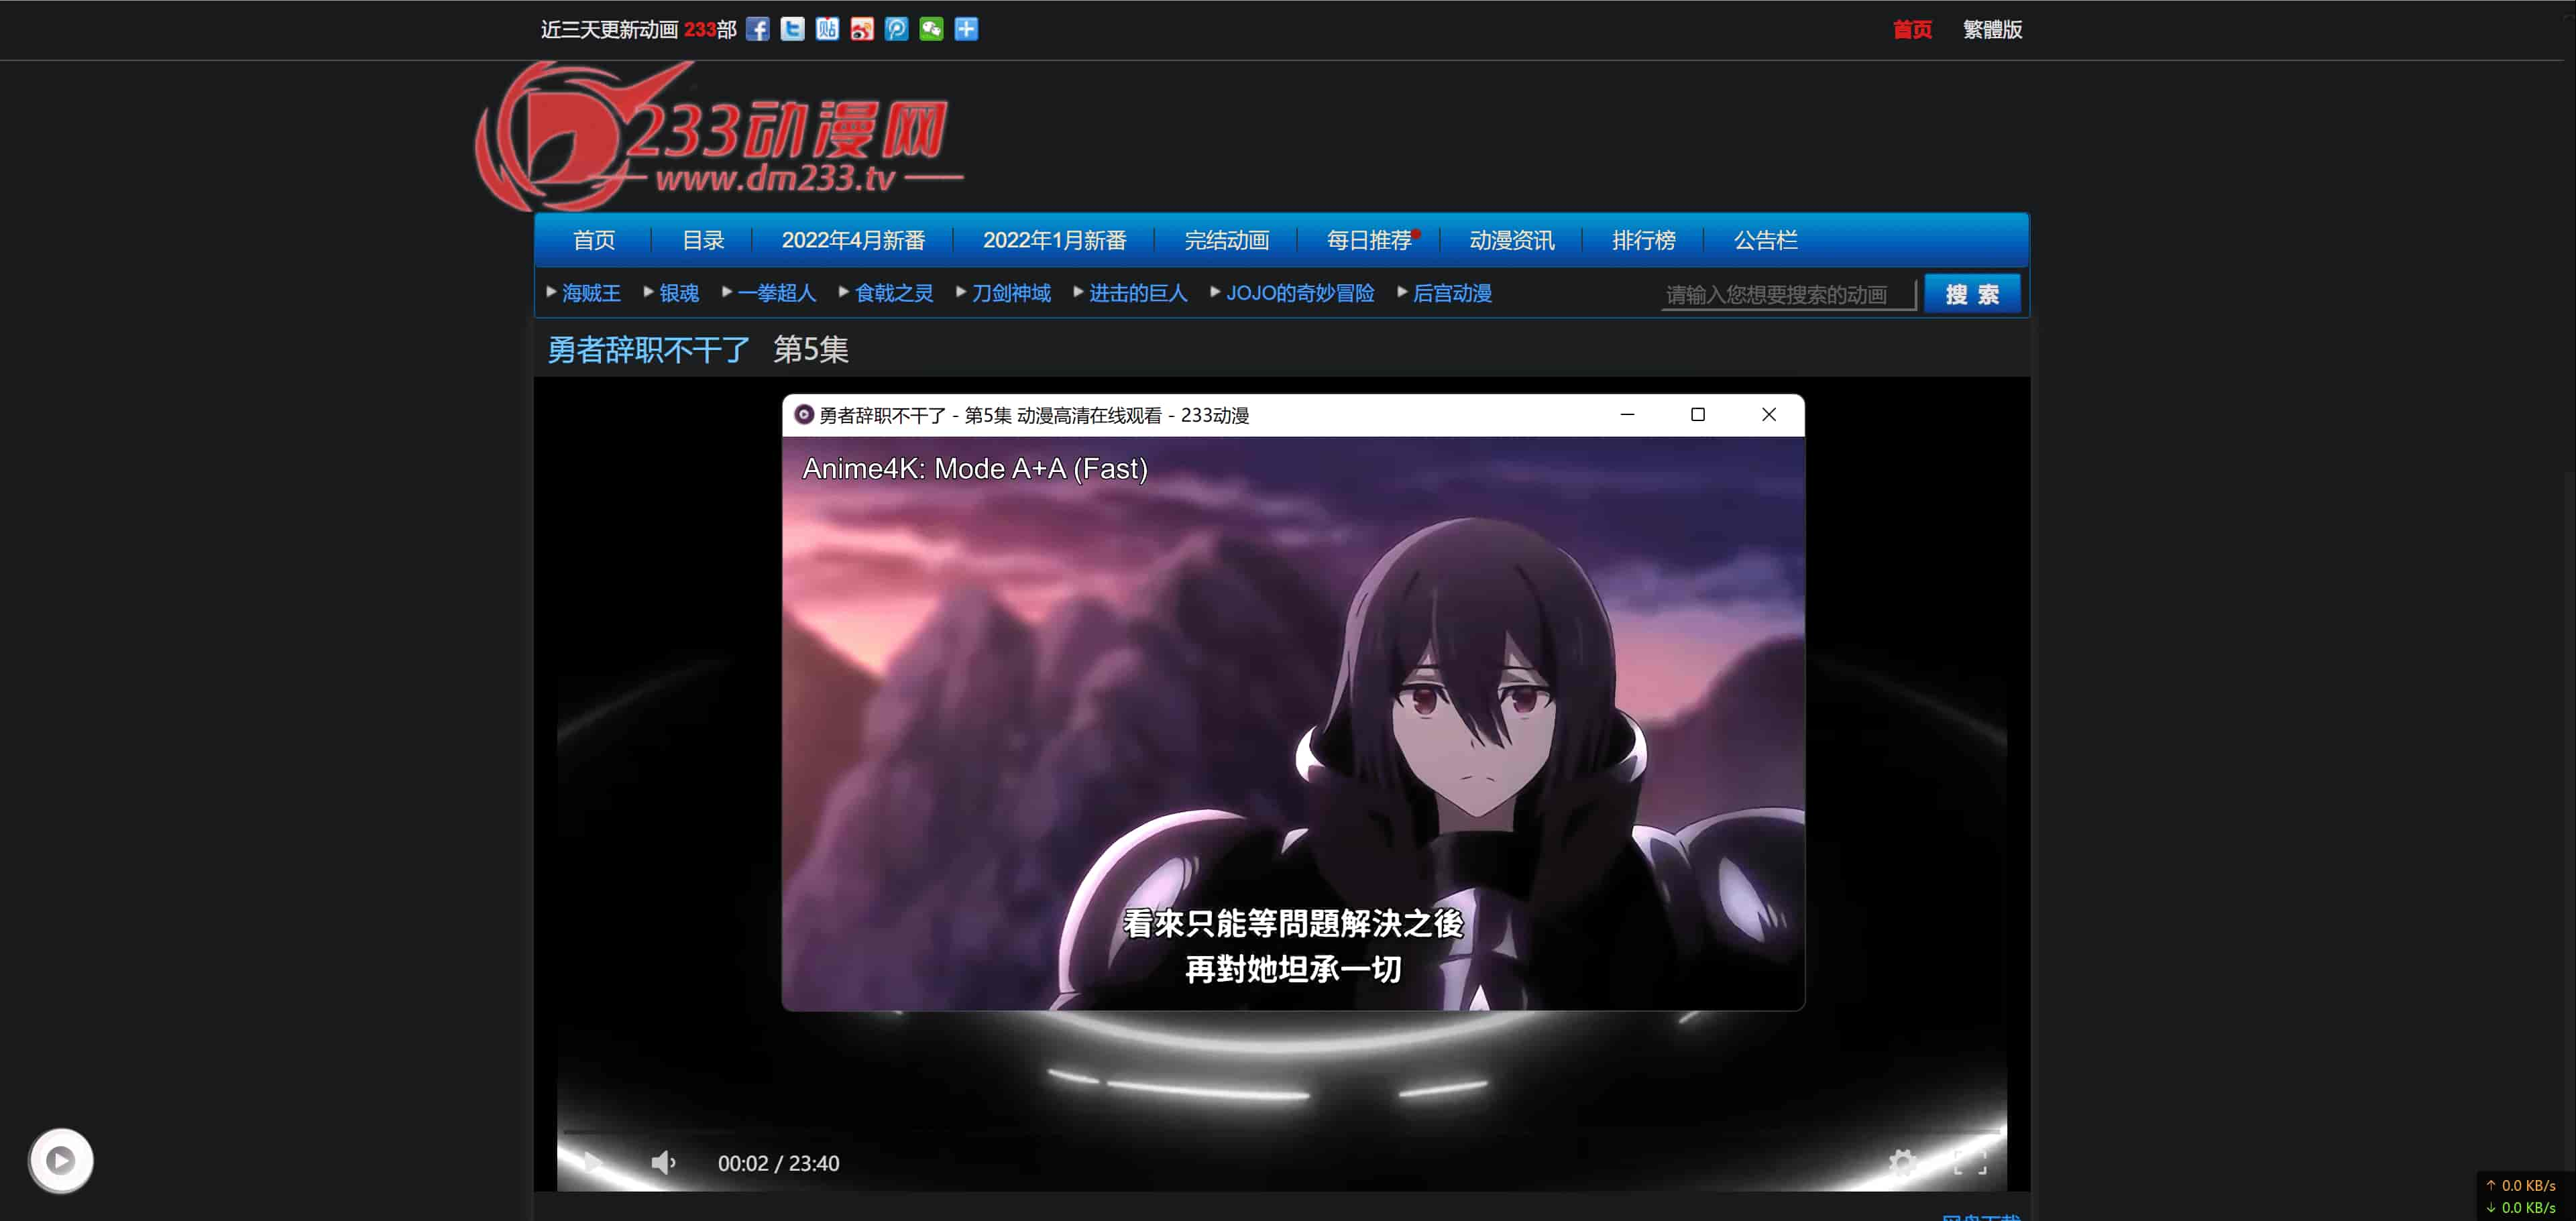 近三天更新动画 233部
首页 繁體版
233动漫网
www.dm233.tv
首页 目录 2022年4月新番 2022年1月新番 完结动画 每日推荐 动漫资讯 排行榜 公告栏
海贼王 银魂 一拳超人 食戟之灵 刀剑神域 进击的巨人 JOJO的奇妙冒险 后宫动漫 请输入您想要搜索的动画 搜 索
勇者辞职不干了 第5集
勇者辞职不干了 - 第5集 动漫高清在线观看 - 233动漫
Anime4K: Mode A+A (Fast)
看來只能等問題解決之後
再對她坦承一切
00:02 / 23:40
↑ 0.0 KB/s
↓ 0.0 KB/s